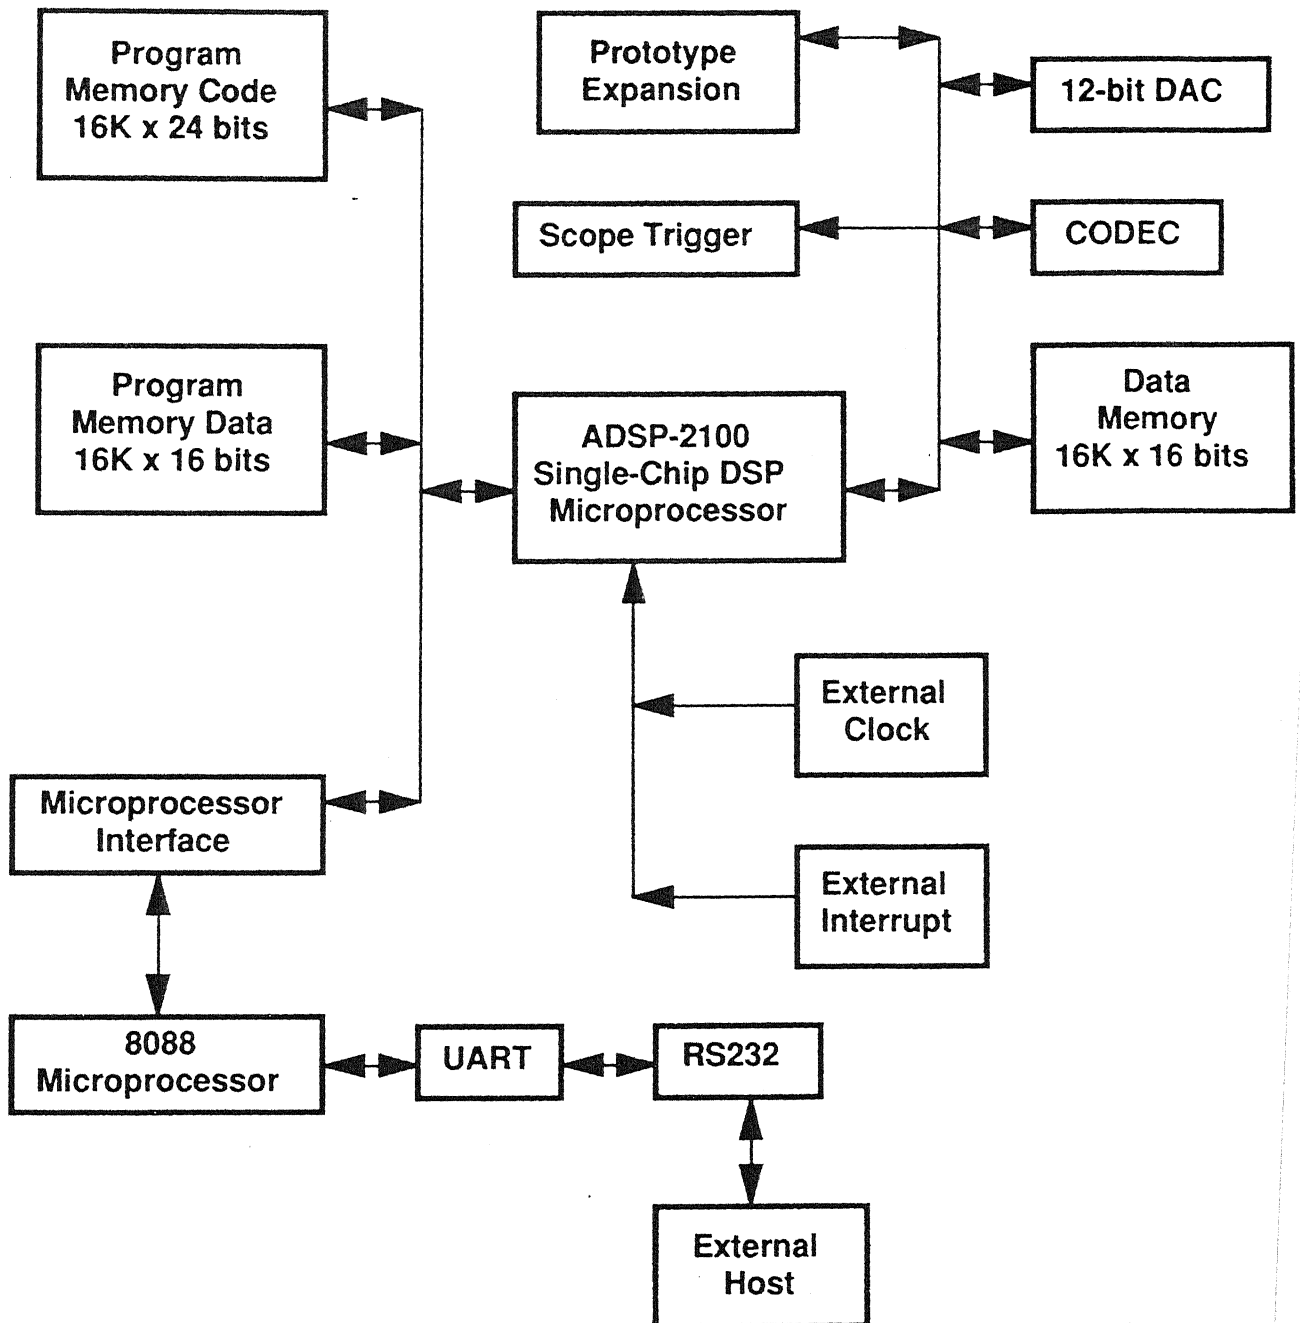 Program
Memory Code
16K x 24 bits
Prototype
Expansion
12-bit DAC
Scope Trigger
CODEC
Program
Memory Data
16K x 16 bits
ADSP-2100
Single-Chip DSP
Microprocessor
Data
Memory
16K x 16 bits
External
Clock
Microprocessor
Interface
External
Interrupt
8088
Microprocessor
UART
RS232
External
Host